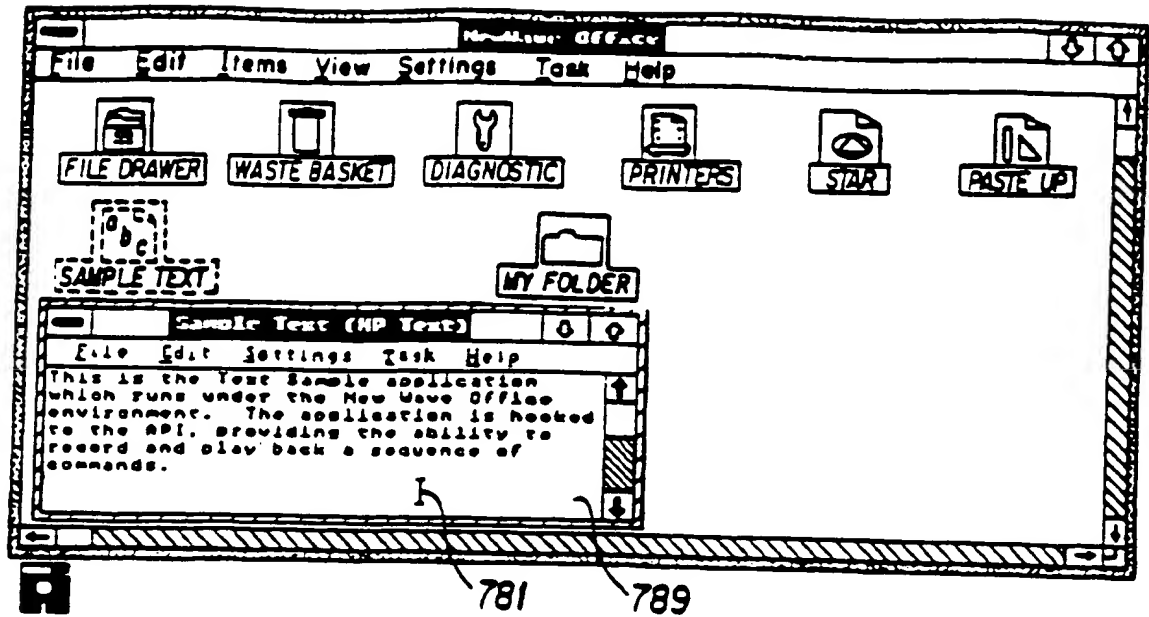 NewWave Office
File Edit Items View Settings Task Help
FILE DRAWER WASTE BASKET DIAGNOSTIC PRINTERS STAR PASTE UP
abc
SAMPLE TEXT MY FOLDER
Sample Text (HP Text)
File Edit Settings Task Help
This is the Text Sample application
which runs under the New Wave Office
environment. The application is hooked
to the API, providing the ability to
record and play back a sequence of
commands.
781 789